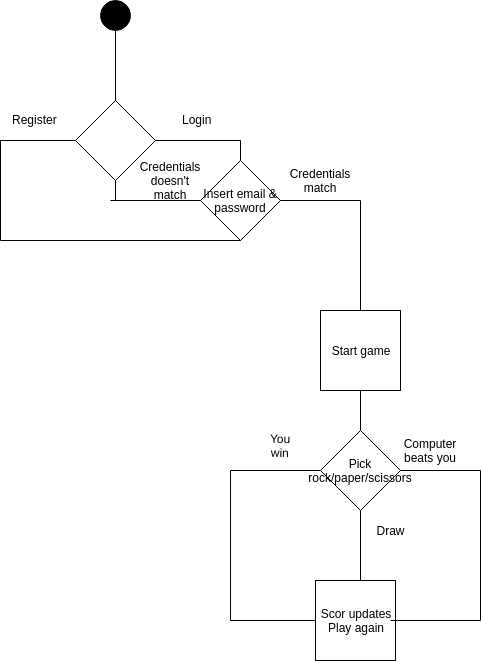 Register
Login
Credentials
doesn't
match
Insert email &
password
Credentials
match
Start game
You
win
Pick
rock/paper/scissors
Computer
beats you
Draw
Scor updates
Play again